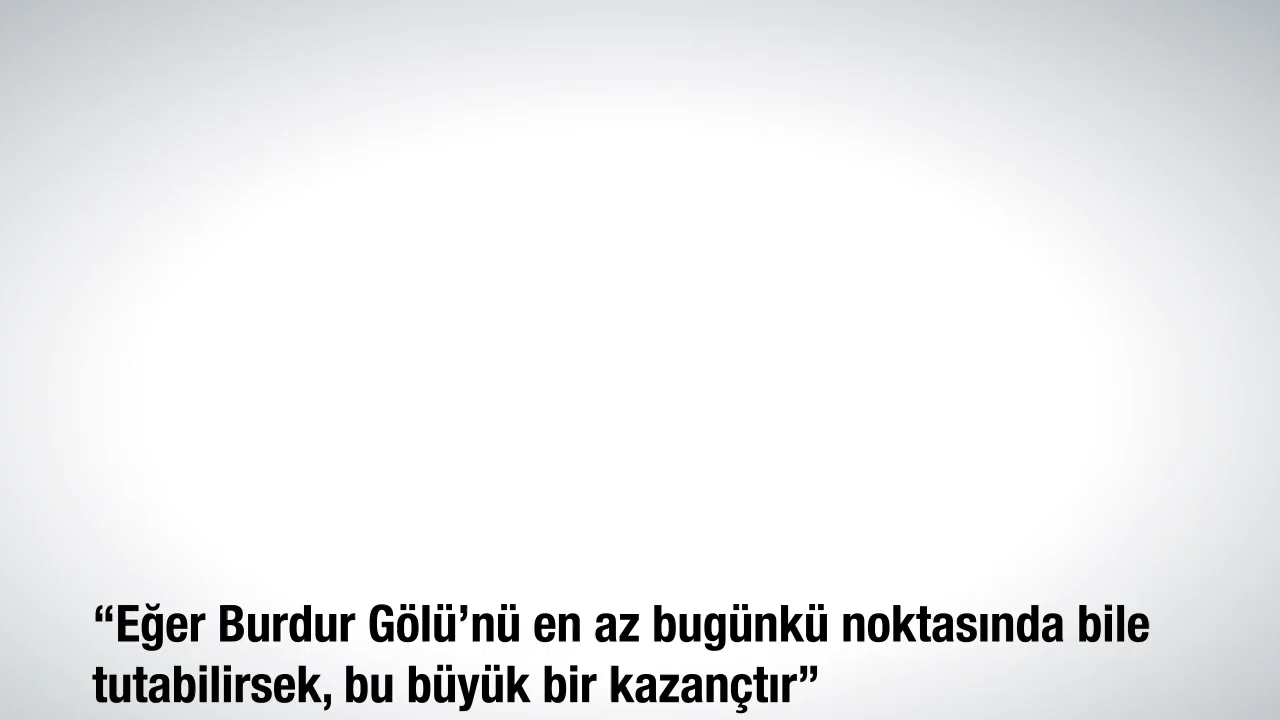 “Eğer Burdur Gölü’nü en az bugünkü noktasında bile
tutabilirsek, bu büyük bir kazançtır”